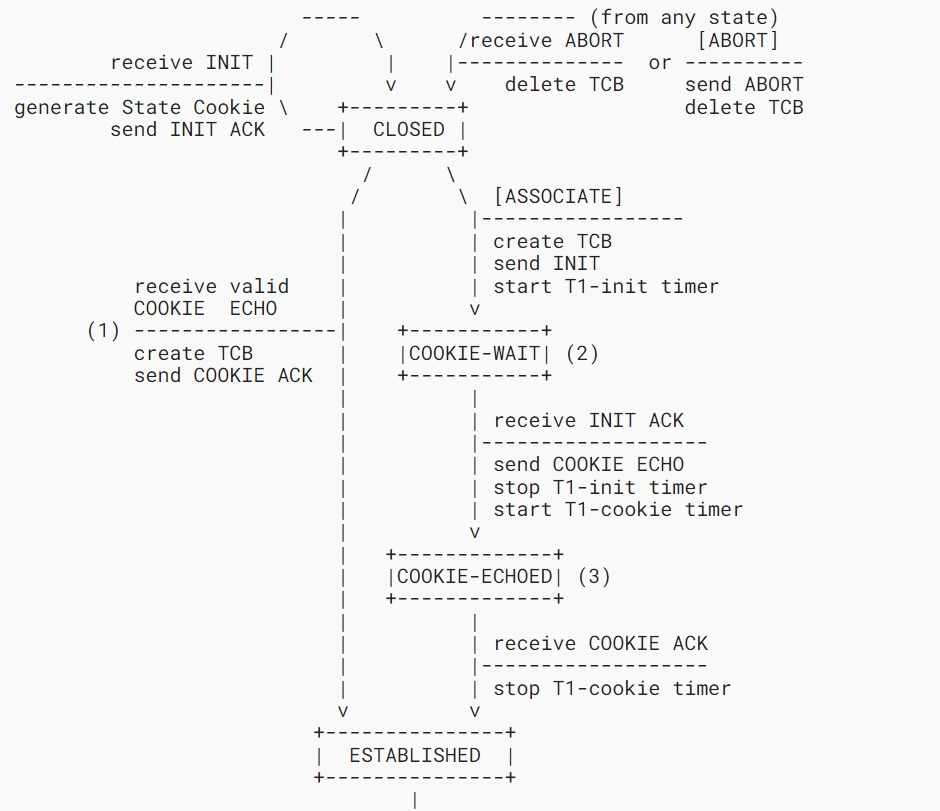 -----          -------- (from any state)
                      /       \      /receive ABORT      [ABORT]
        receive INIT |         |    |--------------  or ----------
---------------------|         v    v    delete TCB     send ABORT
generate State Cookie \    +---------+                  delete TCB
        send INIT ACK   ---|  CLOSED |
                           +---------+
                             /      \
                            /        \  [ASSOCIATE]
                           |          |-----------------
                           |          | create TCB
                           |          | send INIT
          receive valid    |          | start T1-init timer
          COOKIE  ECHO     |          v
      (1) -----------------|    +-----------+
          create TCB       |    |COOKIE-WAIT| (2)
          send COOKIE ACK  |    +-----------+
                           |          |
                           |          | receive INIT ACK
                           |          |-------------------
                           |          | send COOKIE ECHO
                           |          | stop T1-init timer
                           |          | start T1-cookie timer
                           |          v
                           |   +-------------+
                           |   |COOKIE-ECHOED| (3)
                           |   +-------------+
                           |          |
                           |          | receive COOKIE ACK
                           |          |-------------------
                           |          | stop T1-cookie timer
                           v          v
                         +---------------+
                         |  ESTABLISHED  |
                         +---------------+
                                 |